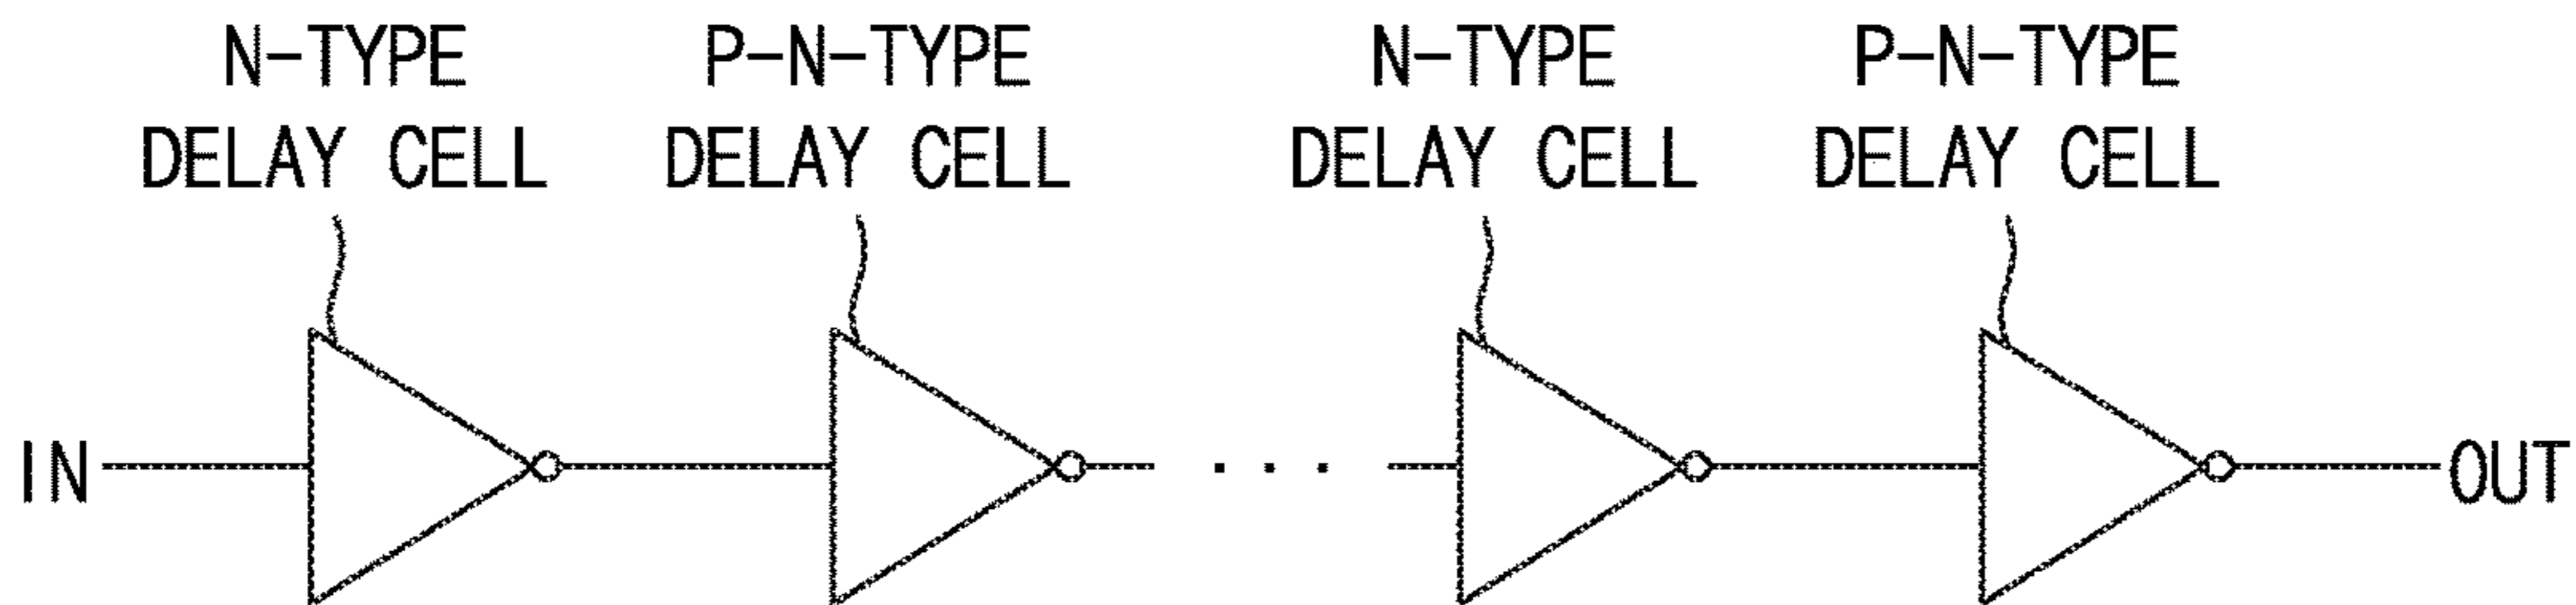 N-TYPE
DELAY CELL
P-N-TYPE
DELAY CELL
N-TYPE
DELAY CELL
P-N-TYPE
DELAY CELL
IN
. . .
OUT